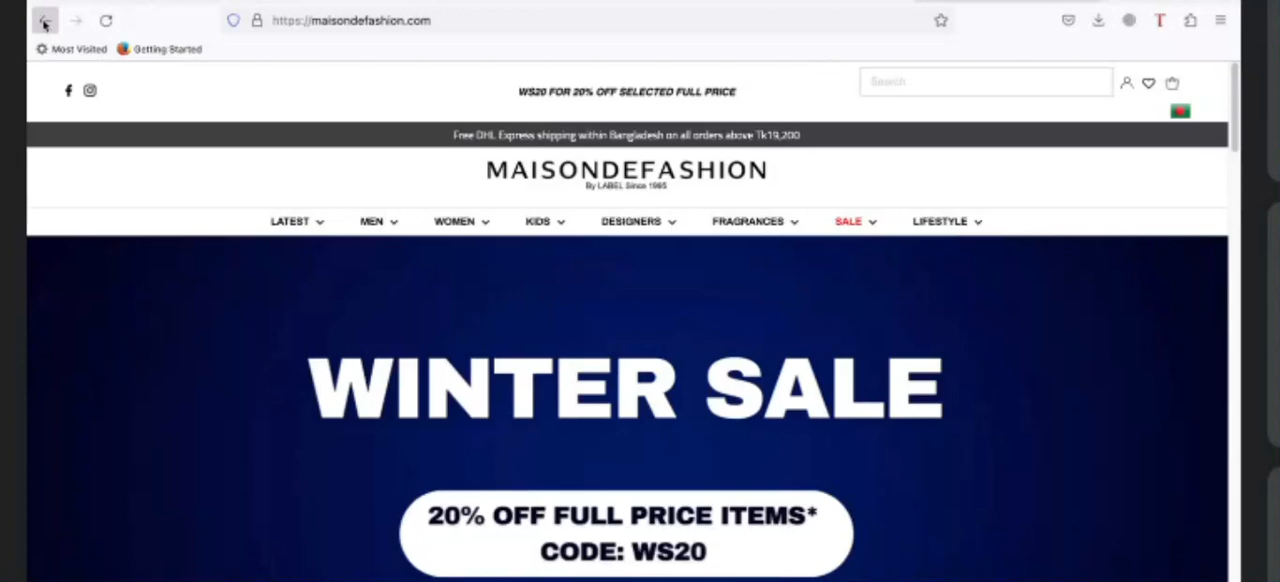 https://maisondefashion.com
Most Visited Getting Started
Search
WS20 FOR 20% OFF SELECTED FULL PRICE
Free DHL Express shipping within Bangladesh on all orders above Tk19,200
MAISONDEFASHION
By LABEL Since 1985
LATEST MEN WOMEN KIDS DESIGNERS FRAGRANCES SALE LIFESTYLE
WINTER SALE
20% OFF FULL PRICE ITEMS*
CODE: WS20